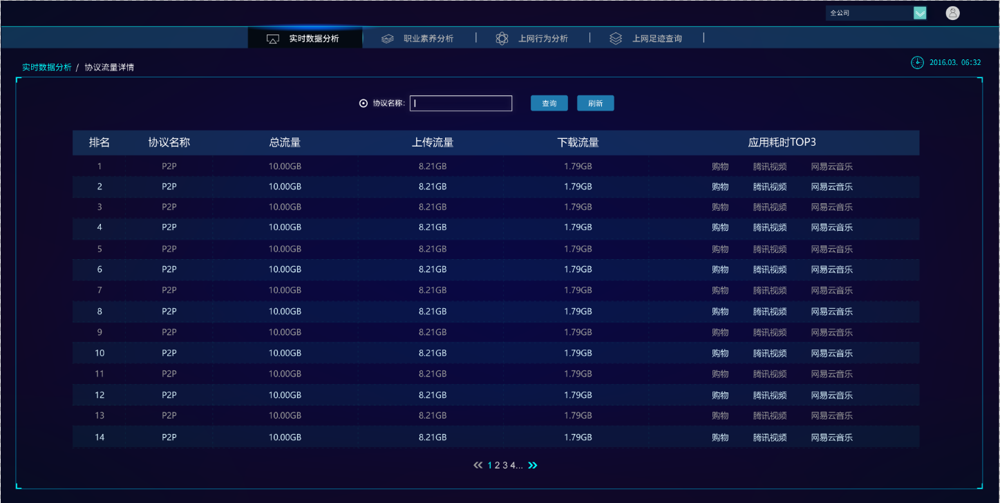 全公司
实时数据分析 职业素养分析 上网行为分析 上网足迹查询
实时数据分析 / 协议流量详情 2016.03. 06:32
协议名称: 查询 刷新
排名 协议名称 总流量 上传流量 下载流量 应用耗时TOP3
1 P2P 10.00GB 8.21GB 1.79GB 购物 腾讯视频 网易云音乐
2 P2P 10.00GB 8.21GB 1.79GB 购物 腾讯视频 网易云音乐
3 P2P 10.00GB 8.21GB 1.79GB 购物 腾讯视频 网易云音乐
4 P2P 10.00GB 8.21GB 1.79GB 购物 腾讯视频 网易云音乐
5 P2P 10.00GB 8.21GB 1.79GB 购物 腾讯视频 网易云音乐
6 P2P 10.00GB 8.21GB 1.79GB 购物 腾讯视频 网易云音乐
7 P2P 10.00GB 8.21GB 1.79GB 购物 腾讯视频 网易云音乐
8 P2P 10.00GB 8.21GB 1.79GB 购物 腾讯视频 网易云音乐
9 P2P 10.00GB 8.21GB 1.79GB 购物 腾讯视频 网易云音乐
10 P2P 10.00GB 8.21GB 1.79GB 购物 腾讯视频 网易云音乐
11 P2P 10.00GB 8.21GB 1.79GB 购物 腾讯视频 网易云音乐
12 P2P 10.00GB 8.21GB 1.79GB 购物 腾讯视频 网易云音乐
13 P2P 10.00GB 8.21GB 1.79GB 购物 腾讯视频 网易云音乐
14 P2P 10.00GB 8.21GB 1.79GB 购物 腾讯视频 网易云音乐
1 2 3 4...